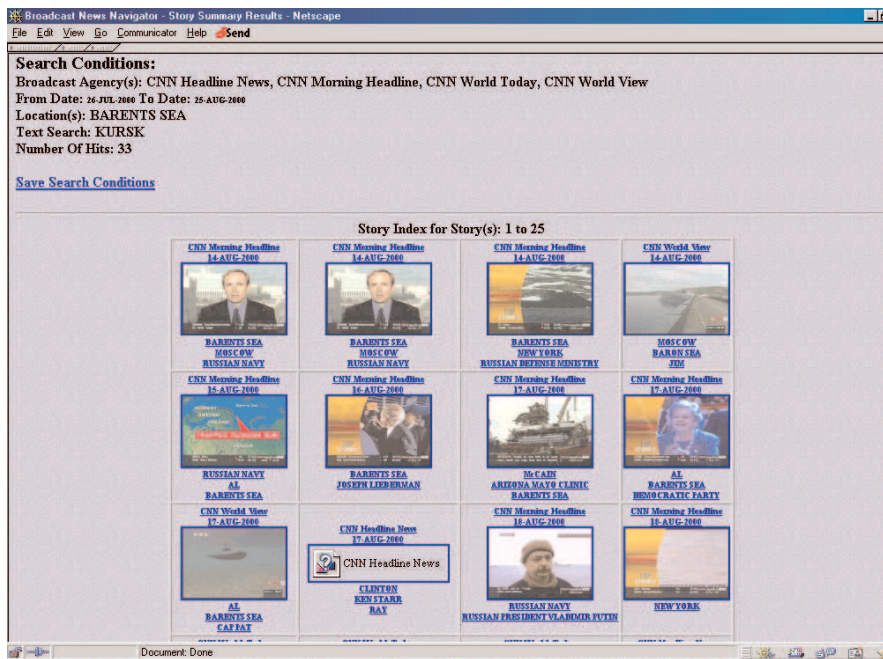 Broadcast News Navigator - Story Summary Results - Netscape
File Edit View Go Communicator Help Send
Search Conditions:
Broadcast Agency(s): CNN Headline News, CNN Morning Headline, CNN World Today, CNN World View
From Date: 26-JUL-2000 To Date: 25-AUG-2000
Location(s): BARENTS SEA
Text Search: KURSK
Number Of Hits: 33
Save Search Conditions
Story Index for Story(s): 1 to 25
CNN Morning Headline
14-AUG-2000
BARENTS SEA
MOSCOW
RUSSIAN NAVY
CNN Morning Headline
14-AUG-2000
BARENTS SEA
MOSCOW
RUSSIAN NAVY
CNN Morning Headline
14-AUG-2000
BARENTS SEA
NEW YORK
RUSSIAN DEFENSE MINISTRY
CNN World View
14-AUG-2000
MOSCOW
BARON SEA
JIM
CNN Morning Headline
15-AUG-2000
RUSSIAN NAVY
AL
BARENTS SEA
CNN Morning Headline
16-AUG-2000
BARENTS SEA
JOSEPH LIEBERMAN
CNN Morning Headline
17-AUG-2000
McCAIN
ARIZONA MAYO CLINIC
BARENTS SEA
CNN Morning Headline
17-AUG-2000
AL
BARENTS SEA
DEMOCRATIC PARTY
CNN World View
17-AUG-2000
AL
BARENTS SEA
CAP PAT
CNN Headline News
17-AUG-2000
CNN Headline News
CLINTON
KEN STARR
RAY
CNN Morning Headline
18-AUG-2000
RUSSIAN NAVY
RUSSIAN PRESIDENT VLADIMIR PUTIN
CNN Morning Headline
18-AUG-2000
NEW YORK
Document: Done